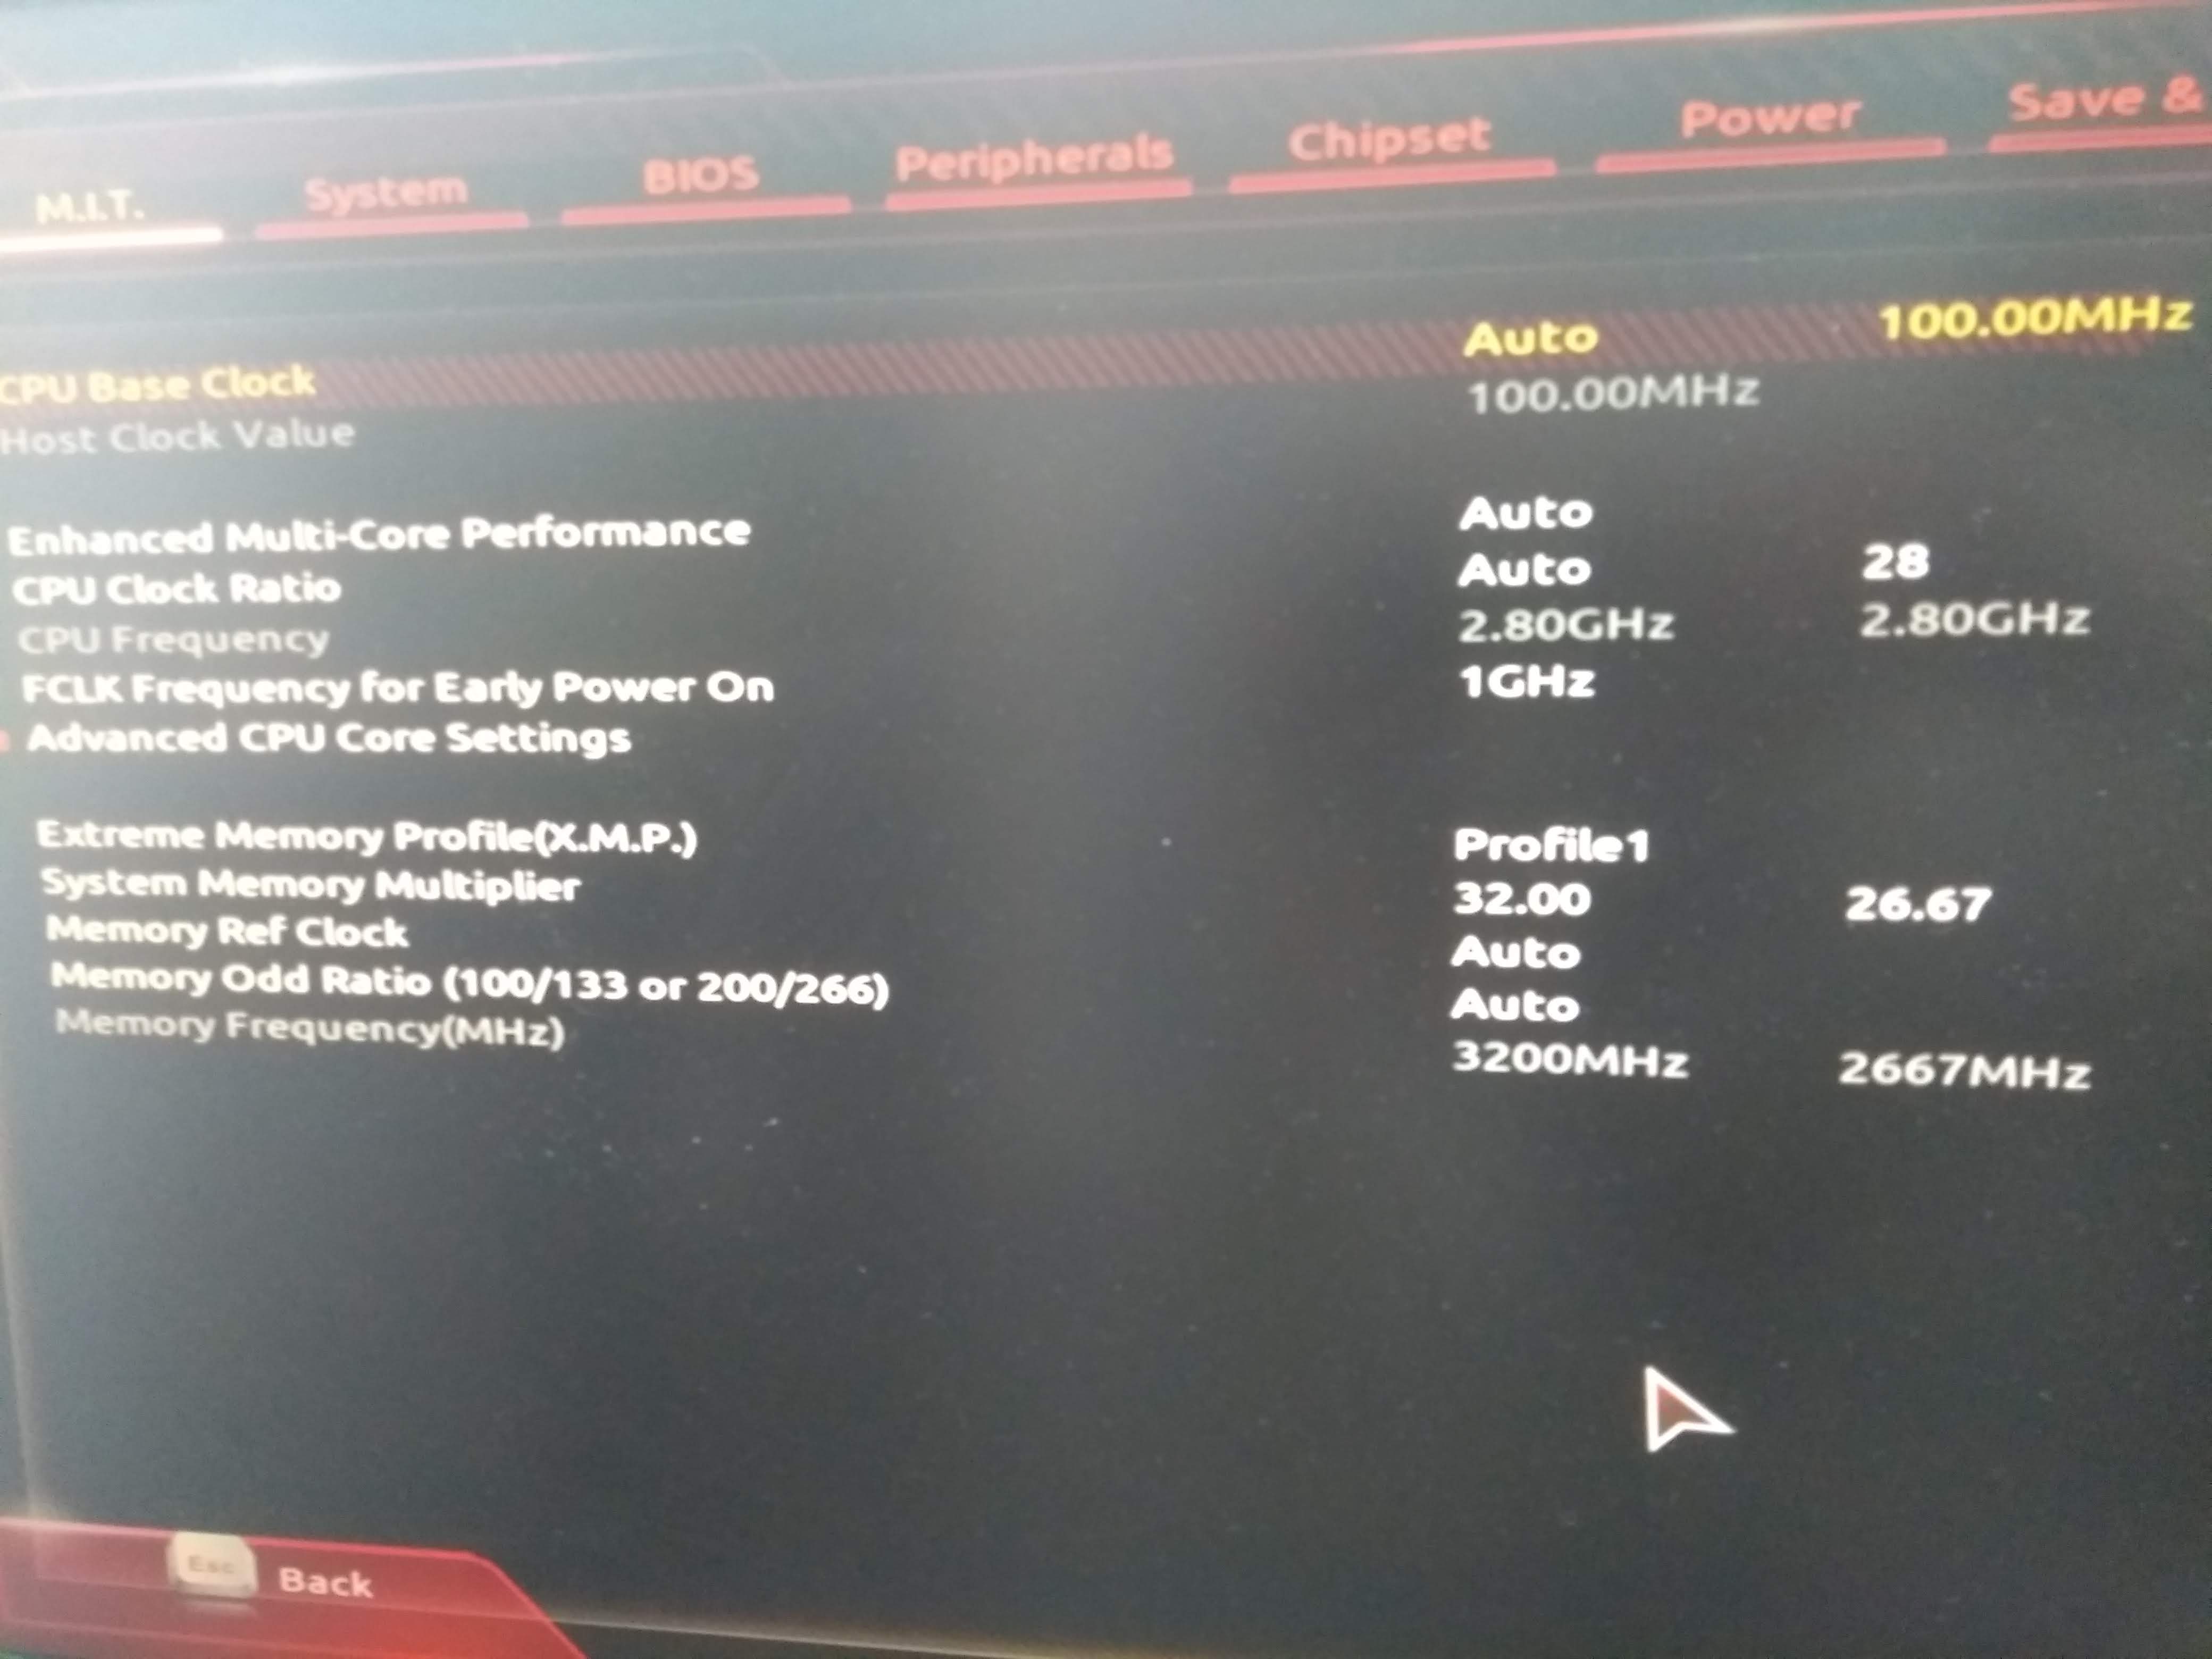 M.I.T. System BIOS Peripherals Chipset Power Save &
CPU Base Clock Auto 100.00MHz
Host Clock Value 100.00MHz
Enhanced Multi-Core Performance Auto
CPU Clock Ratio Auto 28
CPU Frequency 2.80GHz 2.80GHz
FCLK Frequency for Early Power On 1GHz
Advanced CPU Core Settings
Extreme Memory Profile(X.M.P.) Profile1
System Memory Multiplier 32.00 26.67
Memory Ref Clock Auto
Memory Odd Ratio (100/133 or 200/266) Auto
Memory Frequency(MHz) 3200MHz 2667MHz
Esc Back